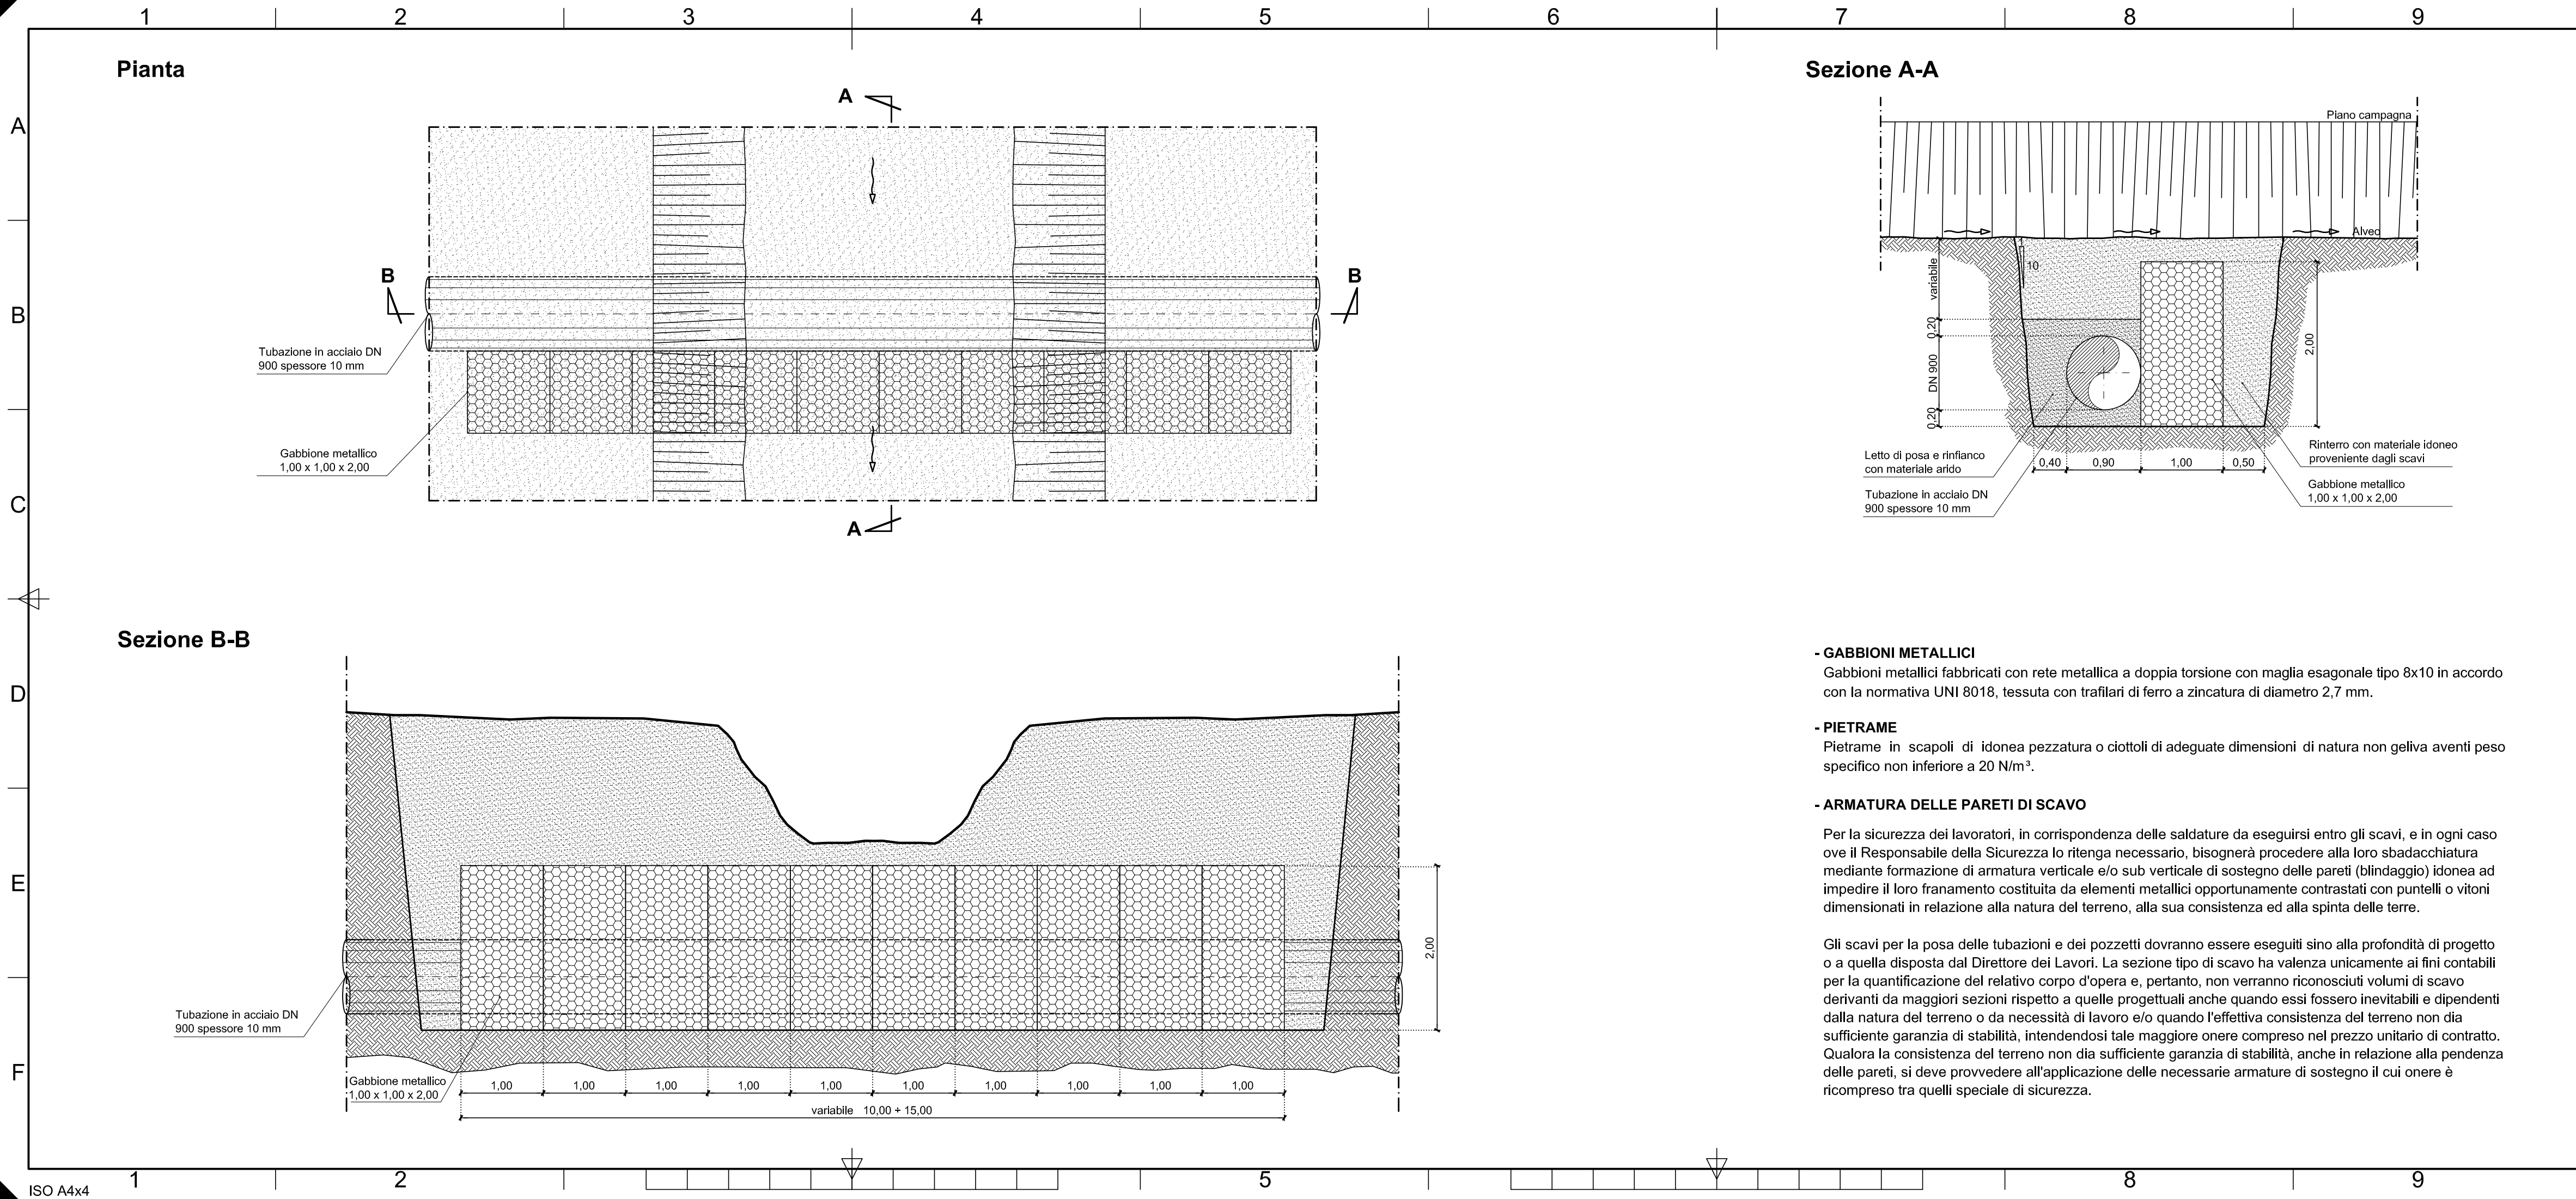 1 2 3 4 5 6 7 8 9
Pianta
Sezione A-A
A
A
B
B
Tubazione in acciaio DN
900 spessore 10 mm
Gabbione metallico
1,00 x 1,00 x 2,00
Piano campagna
Alveo
10
variabile
0,20
DN 900
0,20
2,00
0,40 0,90 1,00 0,50
Letto di posa e rinfianco
con materiale arido
Tubazione in acciaio DN
900 spessore 10 mm
Rinterro con materiale idoneo
proveniente dagli scavi
Gabbione metallico
1,00 x 1,00 x 2,00
A
B
C
D
E
F
Sezione B-B
Tubazione in acciaio DN
900 spessore 10 mm
Gabbione metallico
1,00 x 1,00 x 2,00
1,00 1,00 1,00 1,00 1,00 1,00 1,00 1,00 1,00 1,00
variabile 10,00 ÷ 15,00
2,00
- GABBIONI METALLICI
Gabbioni metallici fabbricati con rete metallica a doppia torsione con maglia esagonale tipo 8x10 in accordo
con la normativa UNI 8018, tessuta con trafilari di ferro a zincatura di diametro 2,7 mm.
- PIETRAME
Pietrame in scapoli di idonea pezzatura o ciottoli di adeguate dimensioni di natura non geliva aventi peso
specifico non inferiore a 20 N/m³.
- ARMATURA DELLE PARETI DI SCAVO
Per la sicurezza dei lavoratori, in corrispondenza delle saldature da eseguirsi entro gli scavi, e in ogni caso
ove il Responsabile della Sicurezza lo ritenga necessario, bisognerà procedere alla loro sbadacchiatura
mediante formazione di armatura verticale e/o sub verticale di sostegno delle pareti (blindaggio) idonea ad
impedire il loro franamento costituita da elementi metallici opportunamente contrastati con puntelli o vitoni
dimensionati in relazione alla natura del terreno, alla sua consistenza ed alla spinta delle terre.
Gli scavi per la posa delle tubazioni e dei pozzetti dovranno essere eseguiti sino alla profondità di progetto
o a quella disposta dal Direttore dei Lavori. La sezione tipo di scavo ha valenza unicamente ai fini contabili
per la quantificazione del relativo corpo d'opera e, pertanto, non verranno riconosciuti volumi di scavo
derivanti da maggiori sezioni rispetto a quelle progettuali anche quando essi fossero inevitabili e dipendenti
dalla natura del terreno o da necessità di lavoro e/o quando l'effettiva consistenza del terreno non dia
sufficiente garanzia di stabilità, intendendosi tale maggiore onere compreso nel prezzo unitario di contratto.
Qualora la consistenza del terreno non dia sufficiente garanzia di stabilità, anche in relazione alla pendenza
delle pareti, si deve provvedere all'applicazione delle necessarie armature di sostegno il cui onere è
ricompreso tra quelli speciale di sicurezza.
1 2 5 8 9
ISO A4x4